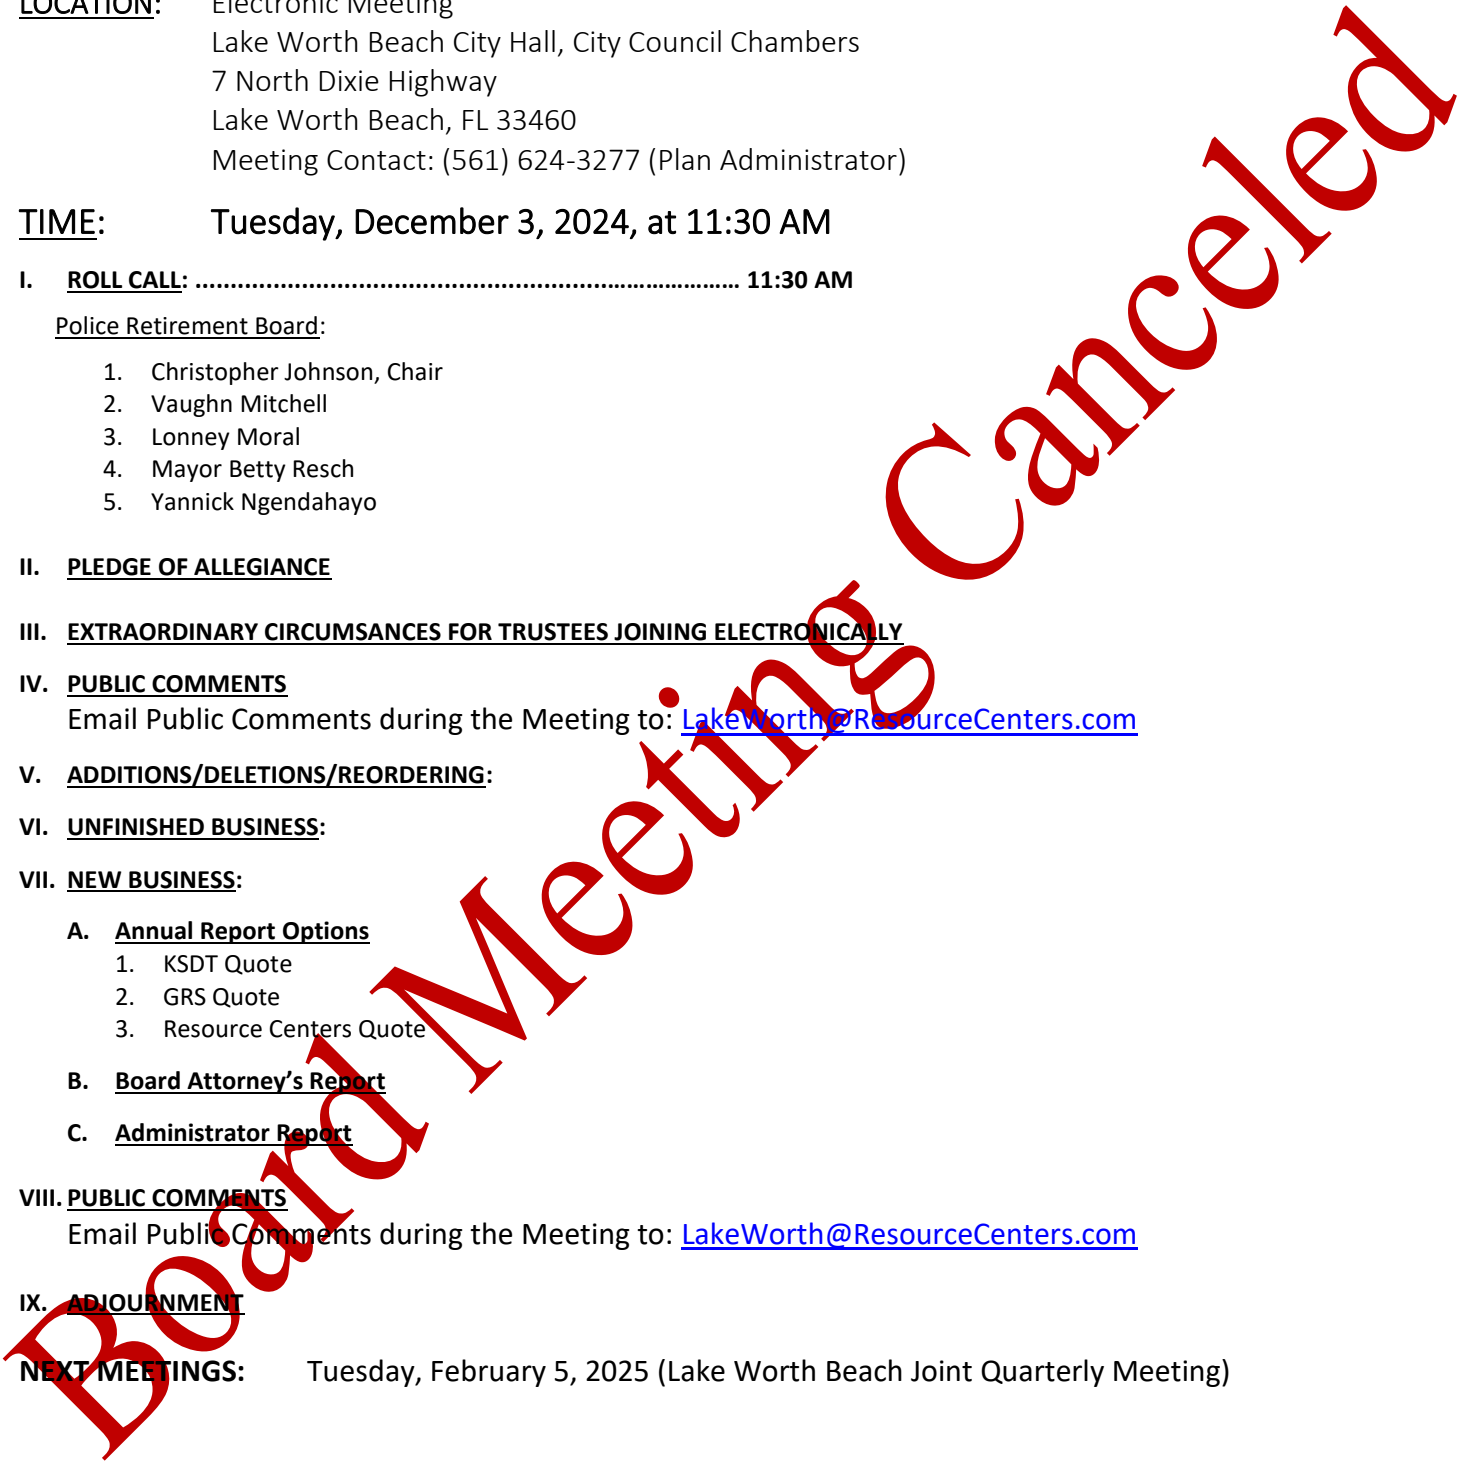 LOCATION: Electronic Meeting
Lake Worth Beach City Hall, City Council Chambers
7 North Dixie Highway
Lake Worth Beach, FL 33460
Meeting Contact: (561) 624-3277 (Plan Administrator)
TIME: Tuesday, December 3, 2024, at 11:30 AM
I. ROLL CALL: ........................................................................... 11:30 AM
Police Retirement Board:
1. Christopher Johnson, Chair
2. Vaughn Mitchell
3. Lonney Moral
4. Mayor Betty Resch
5. Yannick Ngendahayo
II. PLEDGE OF ALLEGIANCE
III. EXTRAORDINARY CIRCUMSANCES FOR TRUSTEES JOINING ELECTRONICALLY
IV. PUBLIC COMMENTS
Email Public Comments during the Meeting to: LakeWorth@ResourceCenters.com
V. ADDITIONS/DELETIONS/REORDERING:
VI. UNFINISHED BUSINESS:
VII. NEW BUSINESS:
A. Annual Report Options
1. KSDT Quote
2. GRS Quote
3. Resource Centers Quote
B. Board Attorney’s Report
C. Administrator Report
VIII. PUBLIC COMMENTS
Email Public Comments during the Meeting to: LakeWorth@ResourceCenters.com
IX. ADJOURNMENT
NEXT MEETINGS: Tuesday, February 5, 2025 (Lake Worth Beach Joint Quarterly Meeting)
Board Meeting Canceled